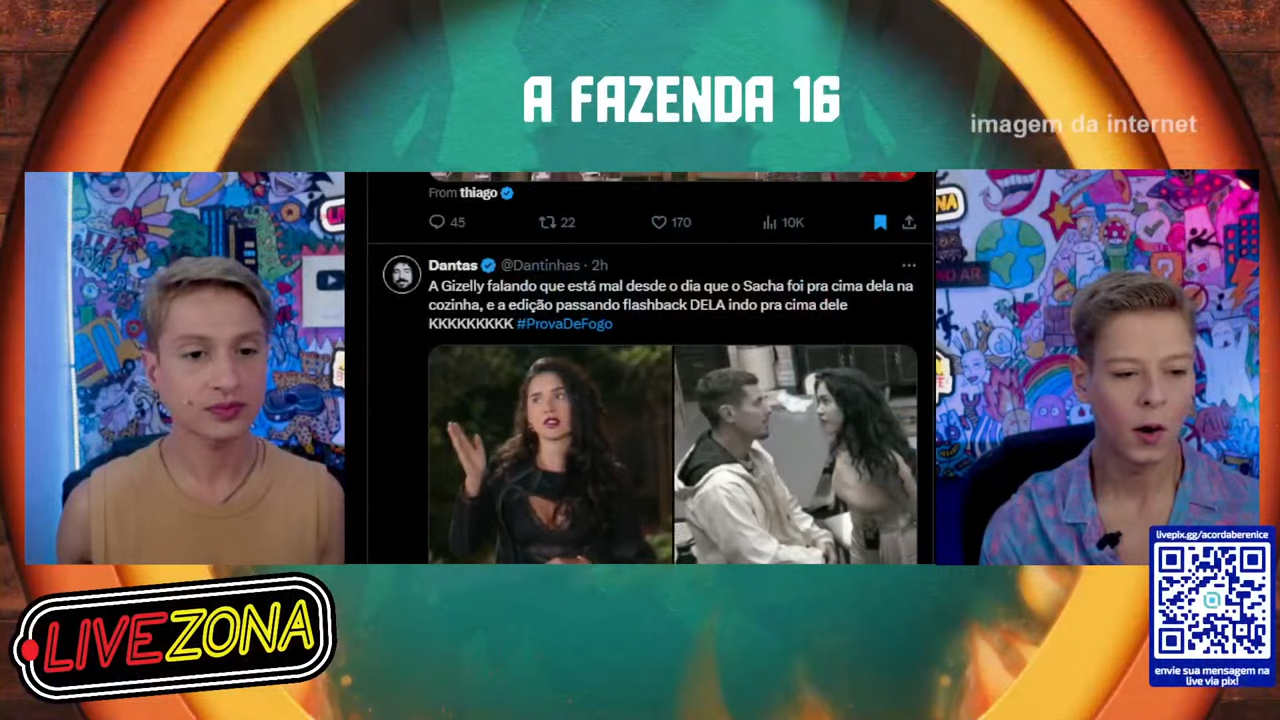 A FAZENDA 16
imagem da internet
From thiago
45 22 170 10K
Dantas @Dantinhas · 2h
A Gizelly falando que está mal desde o dia que o Sacha foi pra cima dela na
cozinha, e a edição passando flashback DELA indo pra cima dele
KKKKKKKKK #ProvaDeFogo
NO AR
livepix.gg/acordaberenice
LIVEZONA
envie sua mensagem na
live via pix!